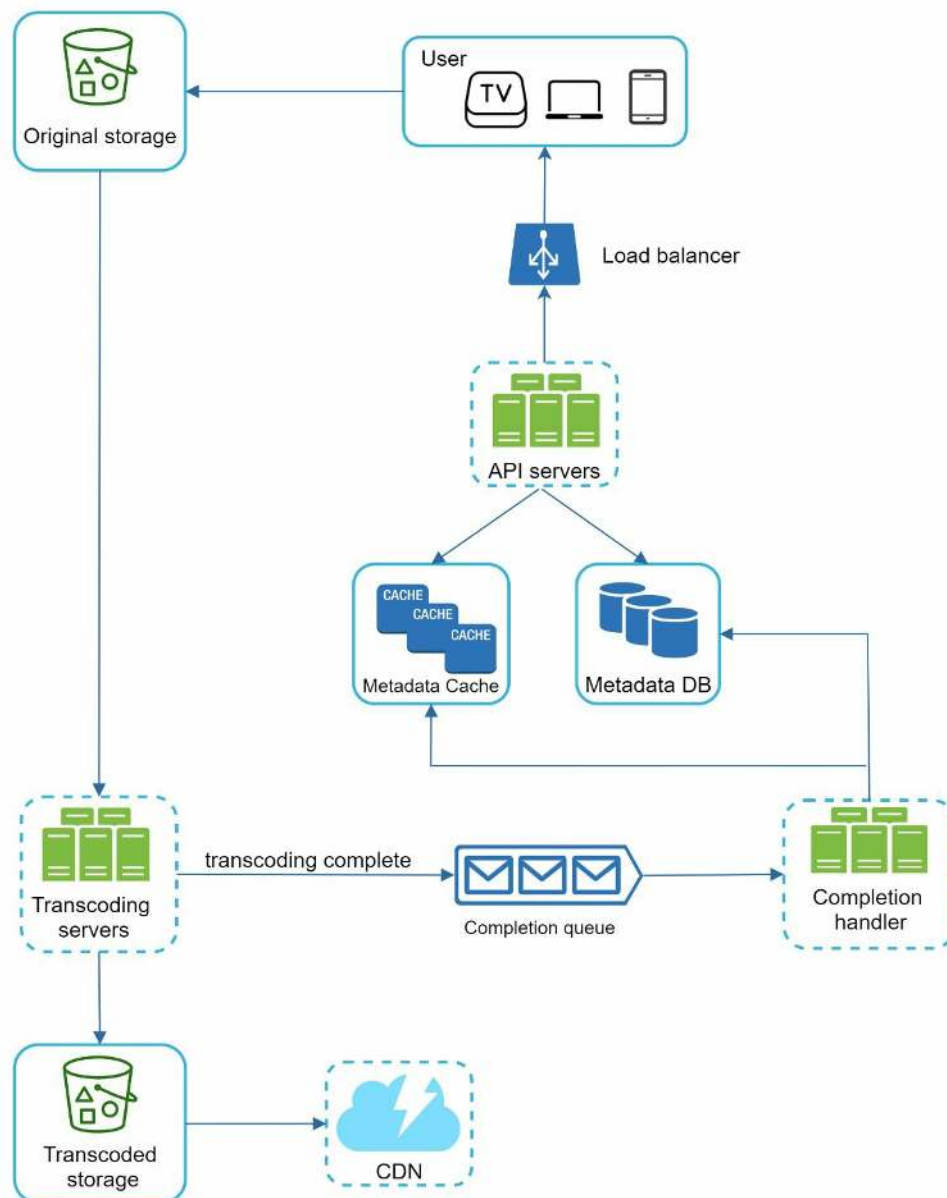 User
TV
Original storage
Load balancer
API servers
CACHE
CACHE
CACHE
Metadata Cache
Metadata DB
transcoding complete
Transcoding
servers
Completion queue
Completion
handler
Transcoded
storage
CDN